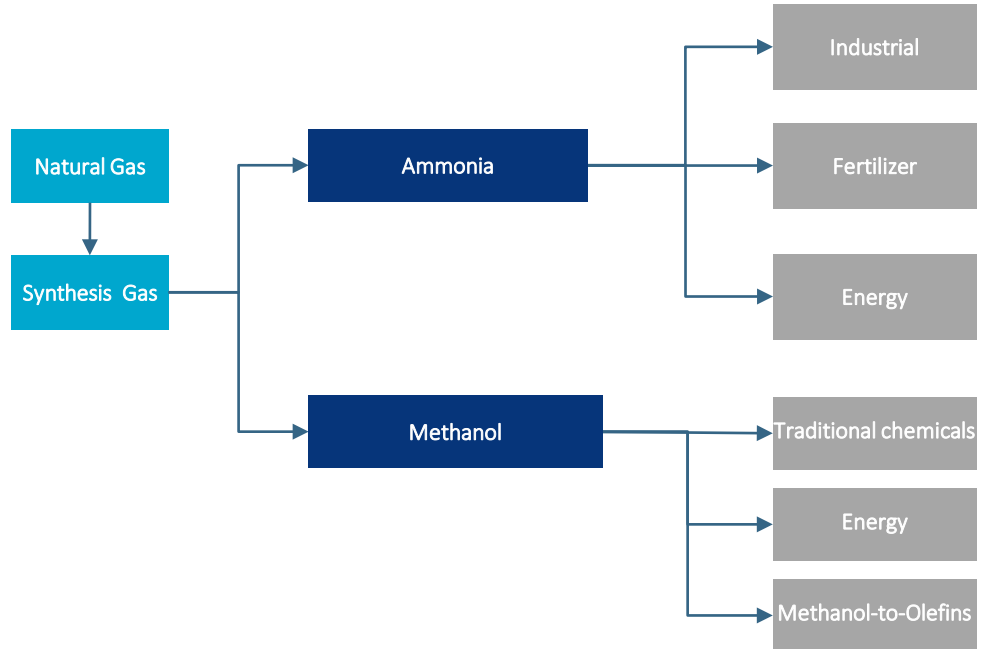 Natural Gas
Synthesis Gas
Ammonia
Methanol
Industrial
Fertilizer
Energy
Traditional chemicals
Energy
Methanol-to-Olefins